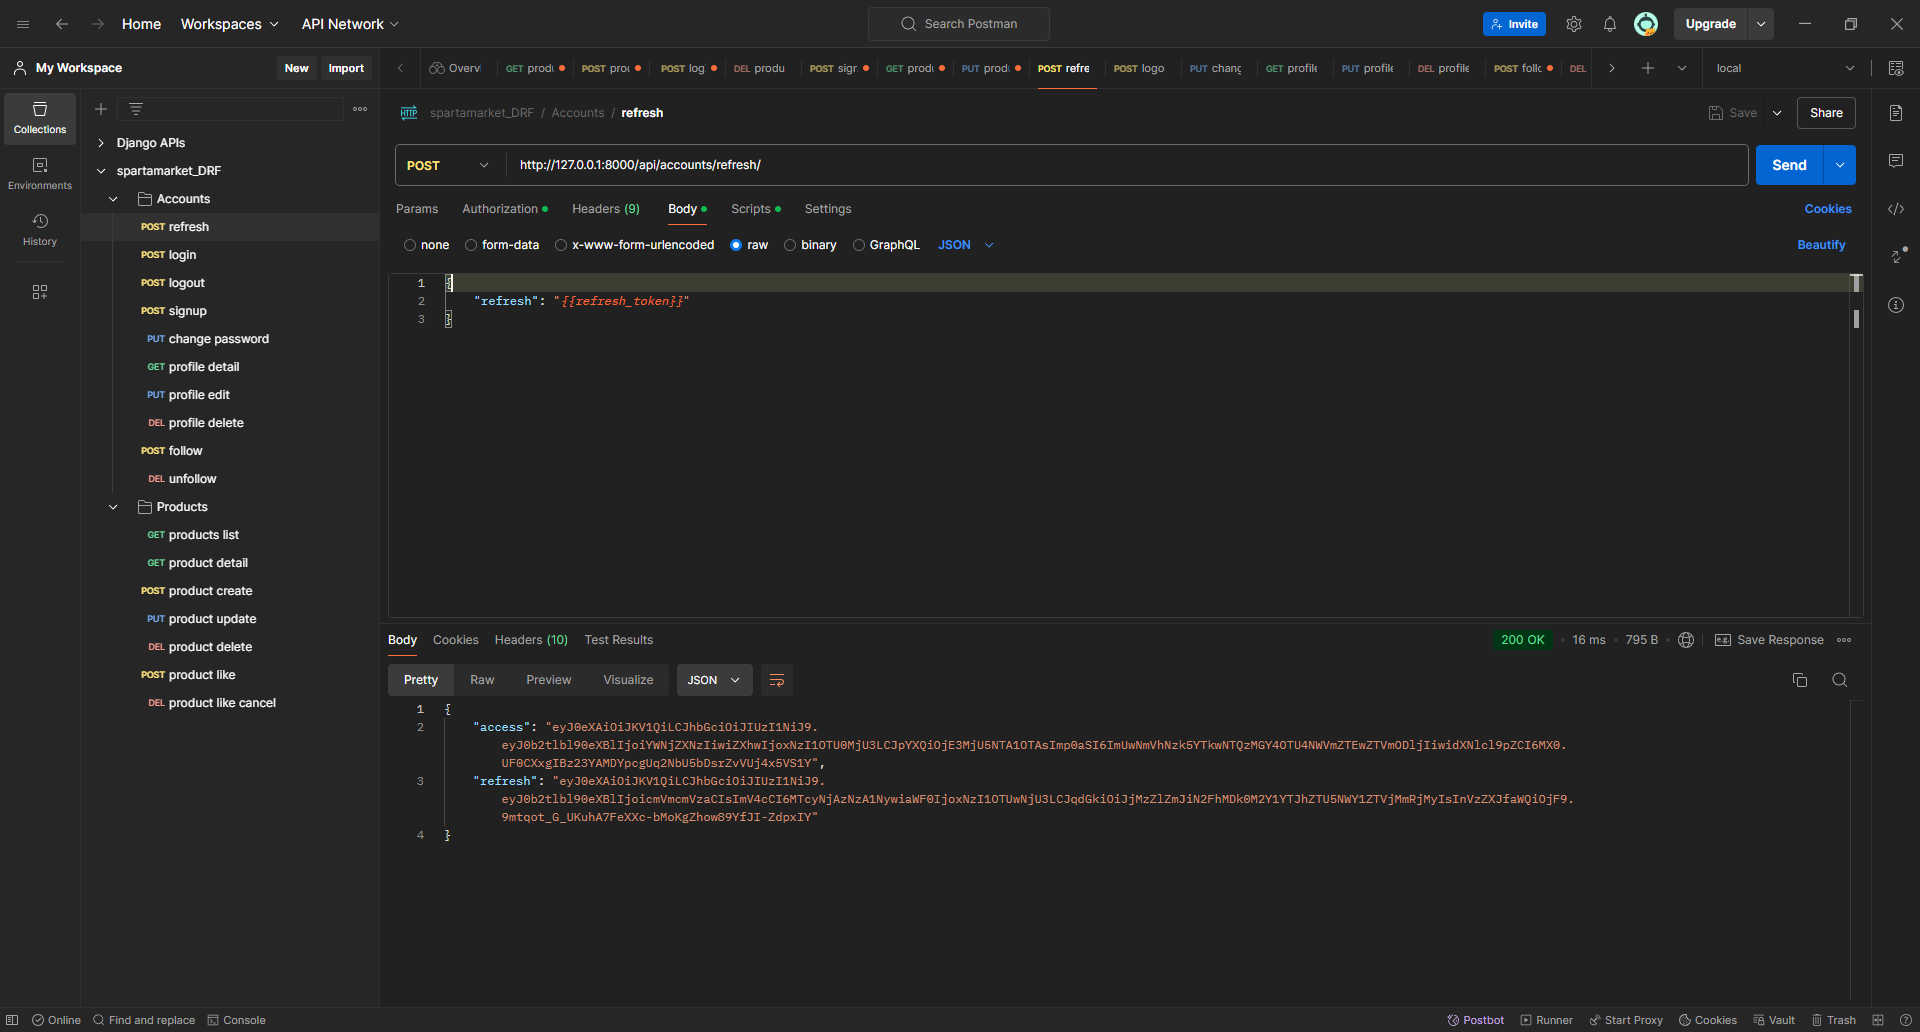 Home Workspaces API Network Search Postman Invite Upgrade
My Workspace New Import Overvi GET produ POST proc POST log DEL produ POST sigr GET produ PUT produ POST refre POST logo PUT chang GET profile PUT profile DEL profile POST follc DEL local
Collections
Environments
History
Django APIs
spartamarket_DRF
Accounts
POST refresh
POST login
POST logout
POST signup
PUT change password
GET profile detail
PUT profile edit
DEL profile delete
POST follow
DEL unfollow
Products
GET products list
GET product detail
POST product create
PUT product update
DEL product delete
POST product like
DEL product like cancel
HTTP spartamarket_DRF / Accounts / refresh Save Share
POST http://127.0.0.1:8000/api/accounts/refresh/ Send
Params Authorization Headers (9) Body Scripts Settings Cookies
none form-data x-www-form-urlencoded raw binary GraphQL JSON Beautify
1 {
2 "refresh": "{{refresh_token}}"
3 }
Body Cookies Headers (10) Test Results 200 OK 16 ms 795 B e.g. Save Response
Pretty Raw Preview Visualize JSON
1 {
2 "access": "eyJ0eXAiOiJKV1QiLCJhbGciOiJIUzI1NiJ9.
eyJ0b2tlbl90eXBlIjoiYWNjZXNzIiwiZXhwIjoxNzI1OTU0MjU3LCJpYXQiOjE3MjU5NTA1OTAsImp0aSI6ImUwNmVhNzk5YTkwNTQzMGY4OTU4NWVmZTEwZTVmODljIiwidXNlcl9pZCI6MX0.
UF0CXxgIBz23YAMDYpcgUq2NbU5bDsrZvVUj4x5VS1Y",
3 "refresh": "eyJ0eXAiOiJKV1QiLCJhbGciOiJIUzI1NiJ9.
eyJ0b2tlbl90eXBlIjoicmVmcmVzaCIsImV4cCI6MTcyNjAzNzA1NywiaWF0IjoxNzI1OTUwNjU3LCJqdGkiOiJjMzZlZmJiN2FhMDk0M2Y1YTJhZTU5NWY1ZTVjMmRjMyIsInVzZXJfaWQiOjF9.
9mtqot_G_UKuhA7FeXXc-bMoKgZhow89YfJI-ZdpxIY"
4 }
Online Find and replace Console Postbot Runner Start Proxy Cookies Vault Trash